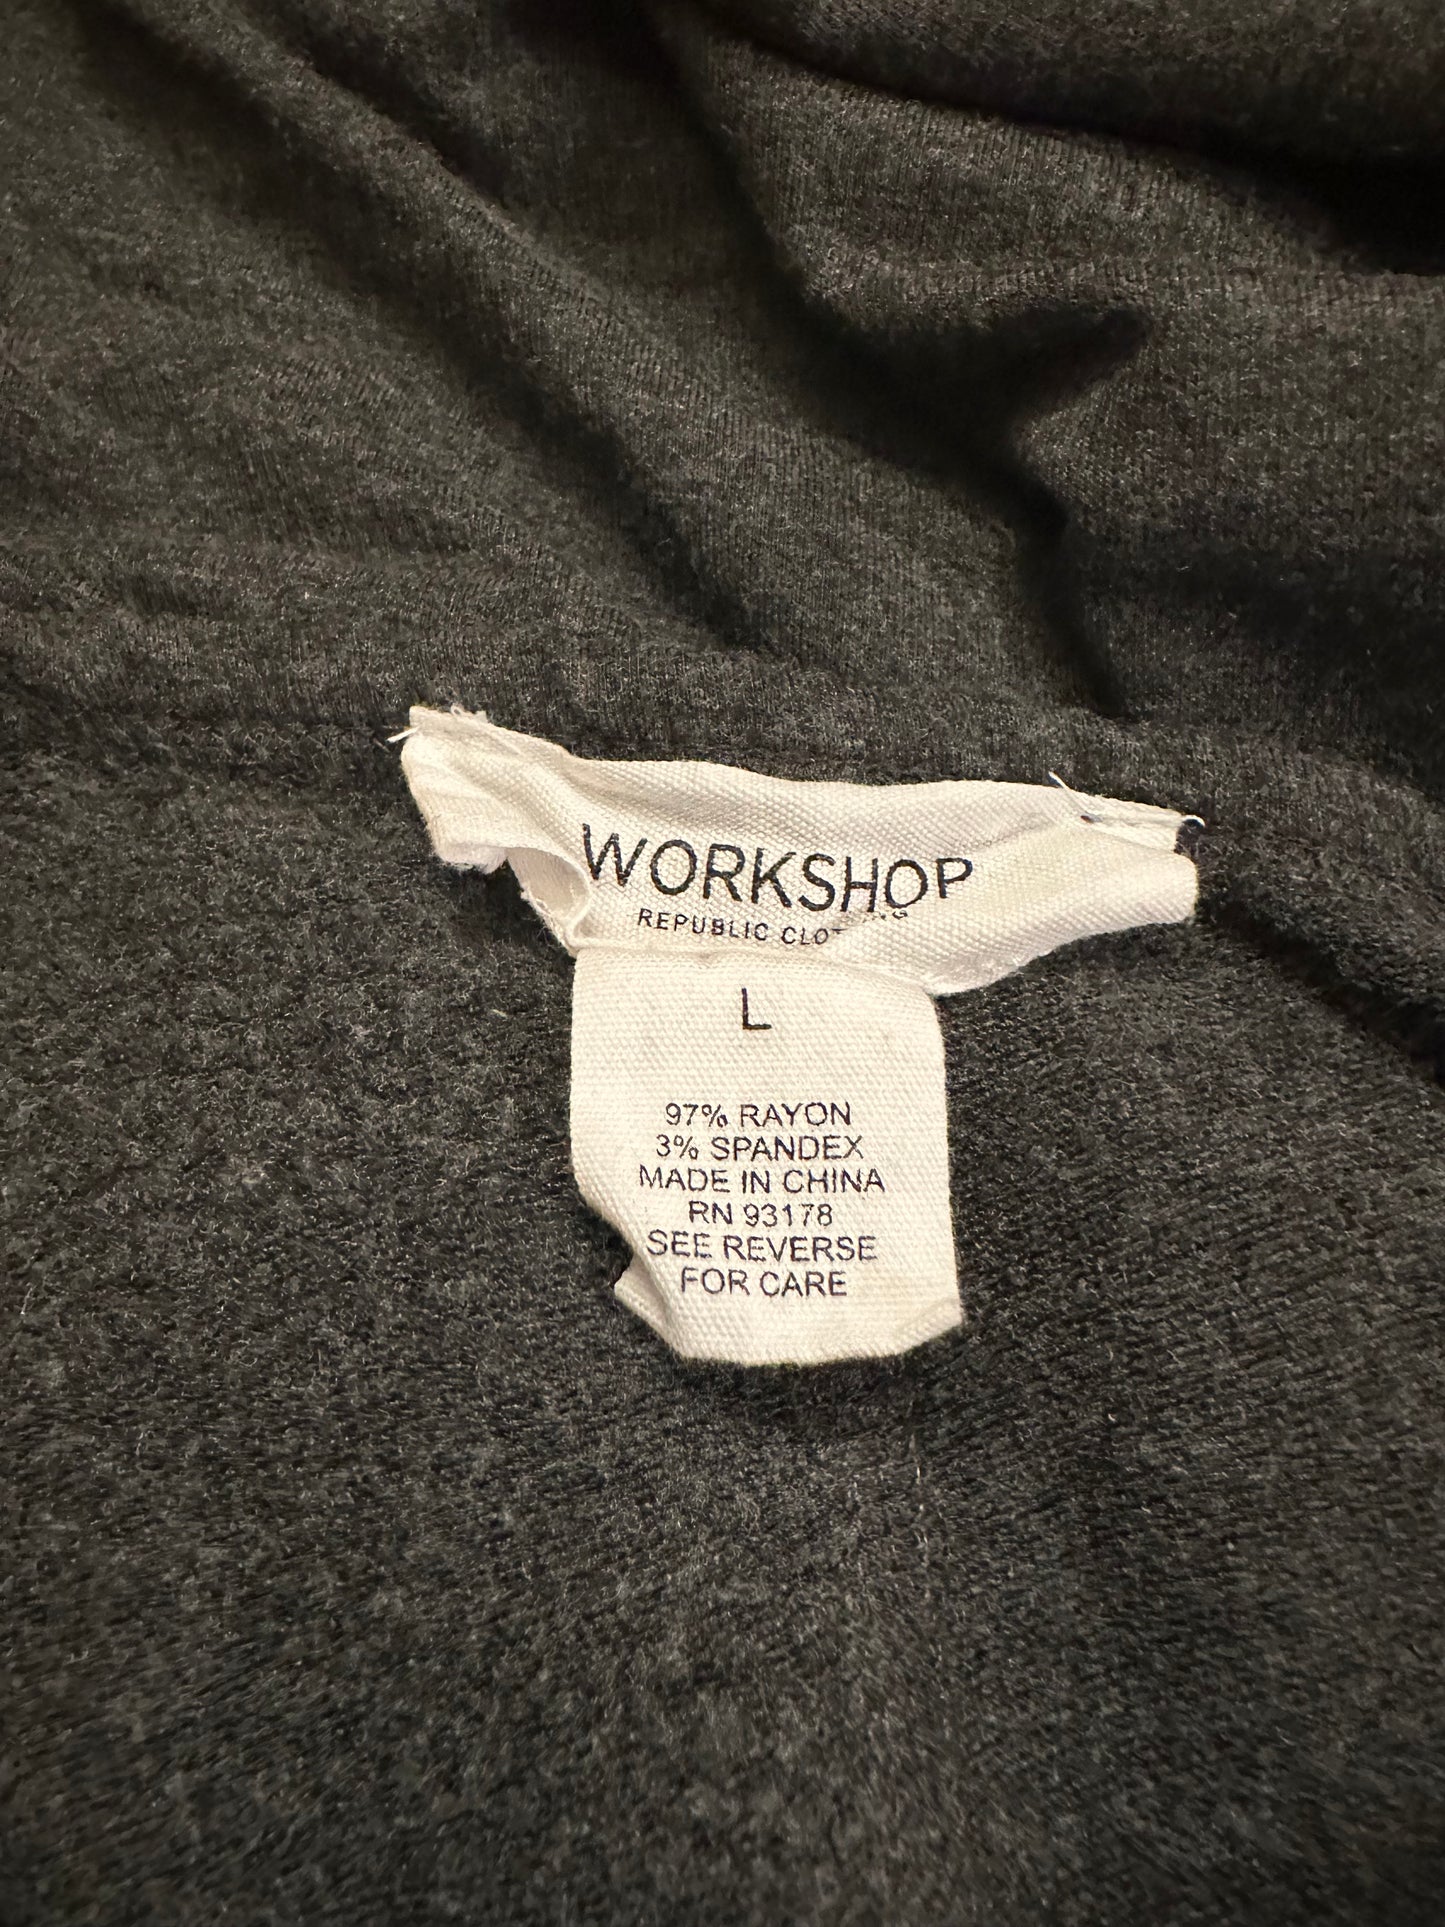 WORKSHOP
REPUBLIC
L
97% RAYON
3% SPANDEX
MADE IN CHINA
RN 93178
SEE REVERSE
FOR CARE